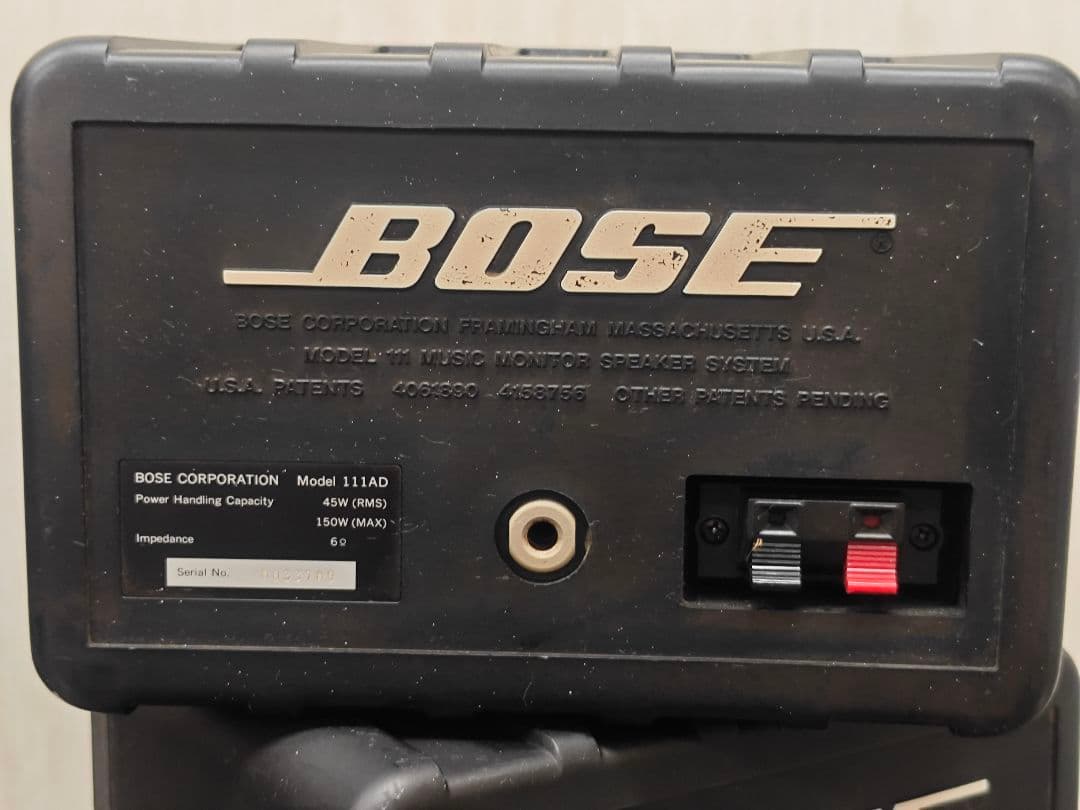 BOSE
®
BOSE CORPORATION FRAMINGHAM MASSACHUSETTS U.S.A.
MODEL 111 MUSIC MONITOR SPEAKER SYSTEM
U.S.A. PATENTS 4061890 4158756 OTHER PATENTS PENDING
BOSE CORPORATION Model 111AD
Power Handling Capacity 45W (RMS)
150W (MAX)
Impedance 6Ω
Serial No.